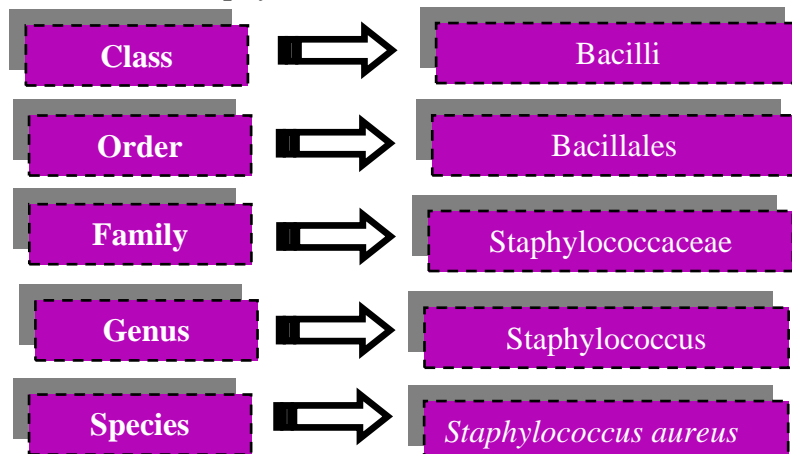 Class Bacilli
Order Bacillales
Family Staphylococcaceae
Genus Staphylococcus
Species Staphylococcus aureus